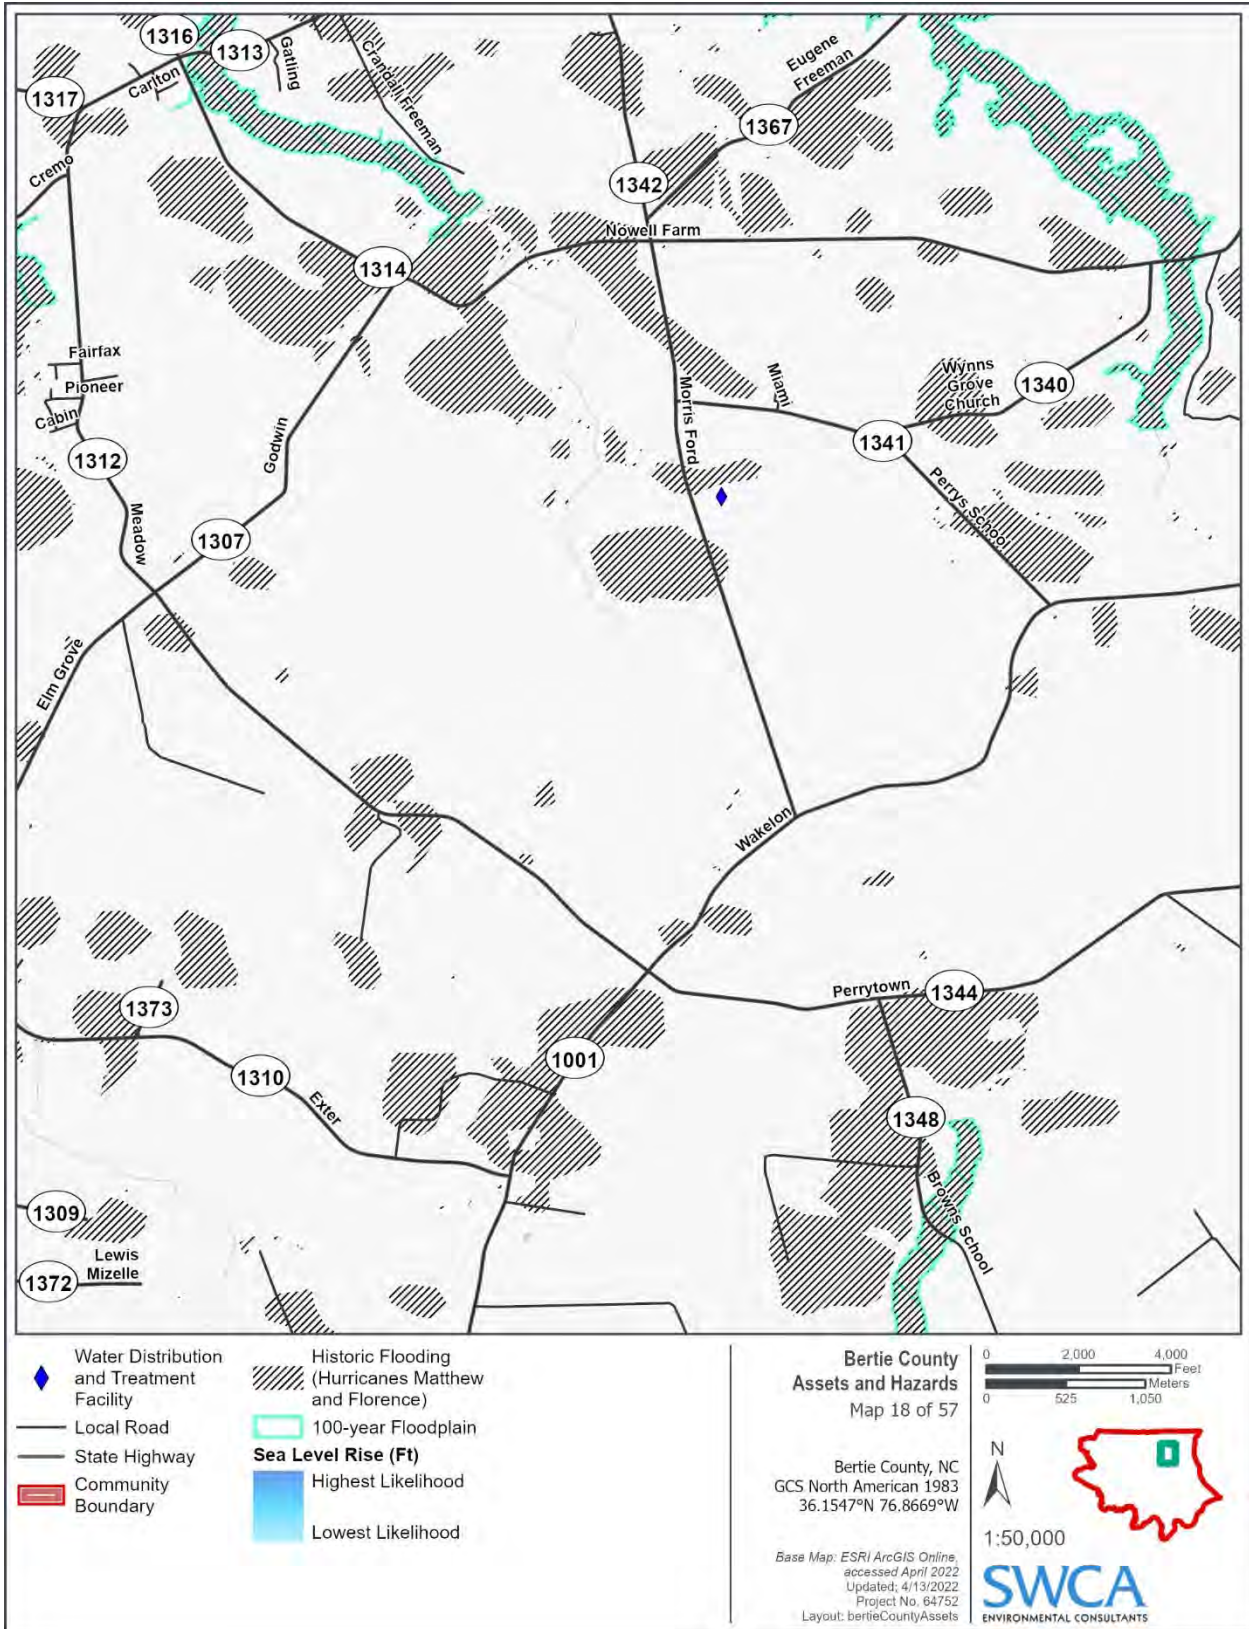 1316
1313
Gatling
Crandall Freeman
Eugene
Freeman
Carlton
1317
1367
Cremo
1342
Nowell Farm
1314
Fairfax
Pioneer
Cabin
Miami
Wynns
Grove
Church
1340
Morris Ford
1341
Godwin
1312
Perrys School
Meadow
1307
Elm Grove
Wakelon
Perrytown
1344
1373
1001
1310
Exter
1348
Browns School
1309
Lewis
Mizelle
1372
Water Distribution
and Treatment
Facility
Local Road
State Highway
Community
Boundary
Historic Flooding
(Hurricanes Matthew
and Florence)
100-year Floodplain
Sea Level Rise (Ft)
Highest Likelihood
Lowest Likelihood
Bertie County
Assets and Hazards
Map 18 of 57
Bertie County, NC
GCS North American 1983
36.1547°N 76.8669°W
Base Map: ESRI ArcGIS Online,
accessed April 2022
Updated: 4/13/2022
Project No. 64752
Layout: bertieCountyAssets
0 2,000 4,000
Feet
Meters
0 525 1,050
N
1:50,000
SWCA
ENVIRONMENTAL CONSULTANTS